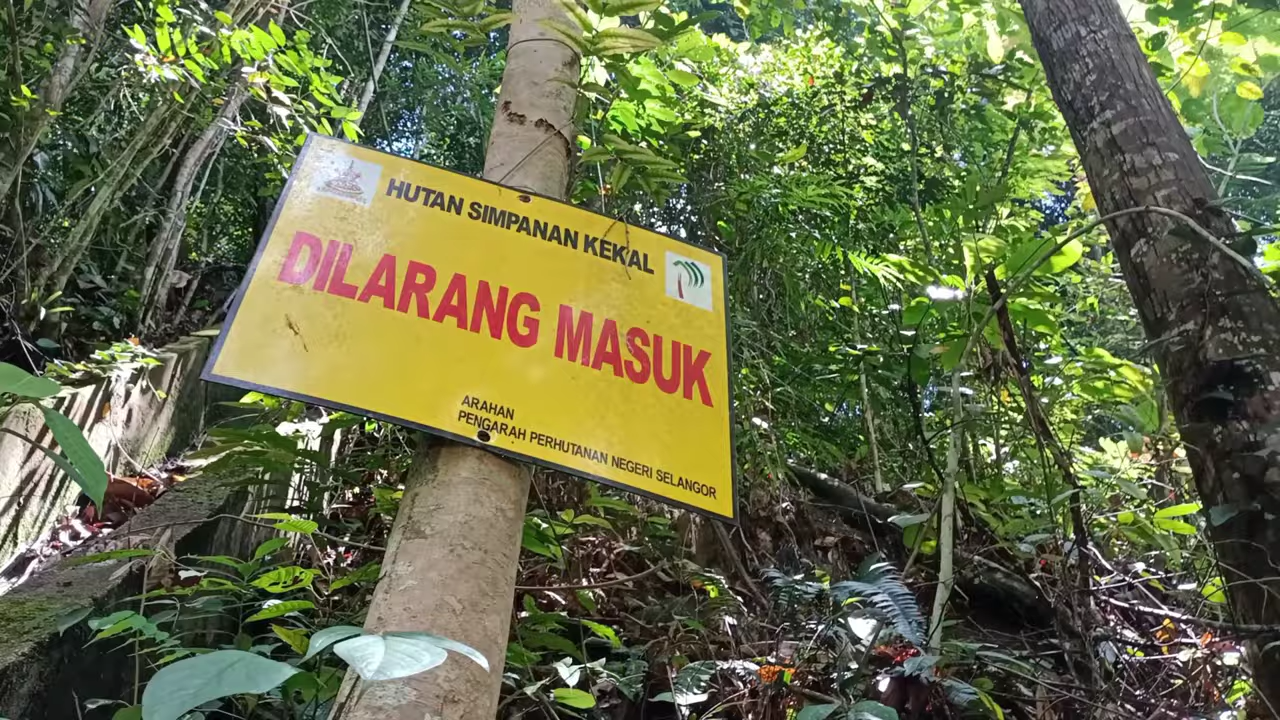 HUTAN SIMPANAN KEKAL
DILARANG MASUK
ARAHAN
PENGARAH PERHUTANAN NEGERI SELANGOR